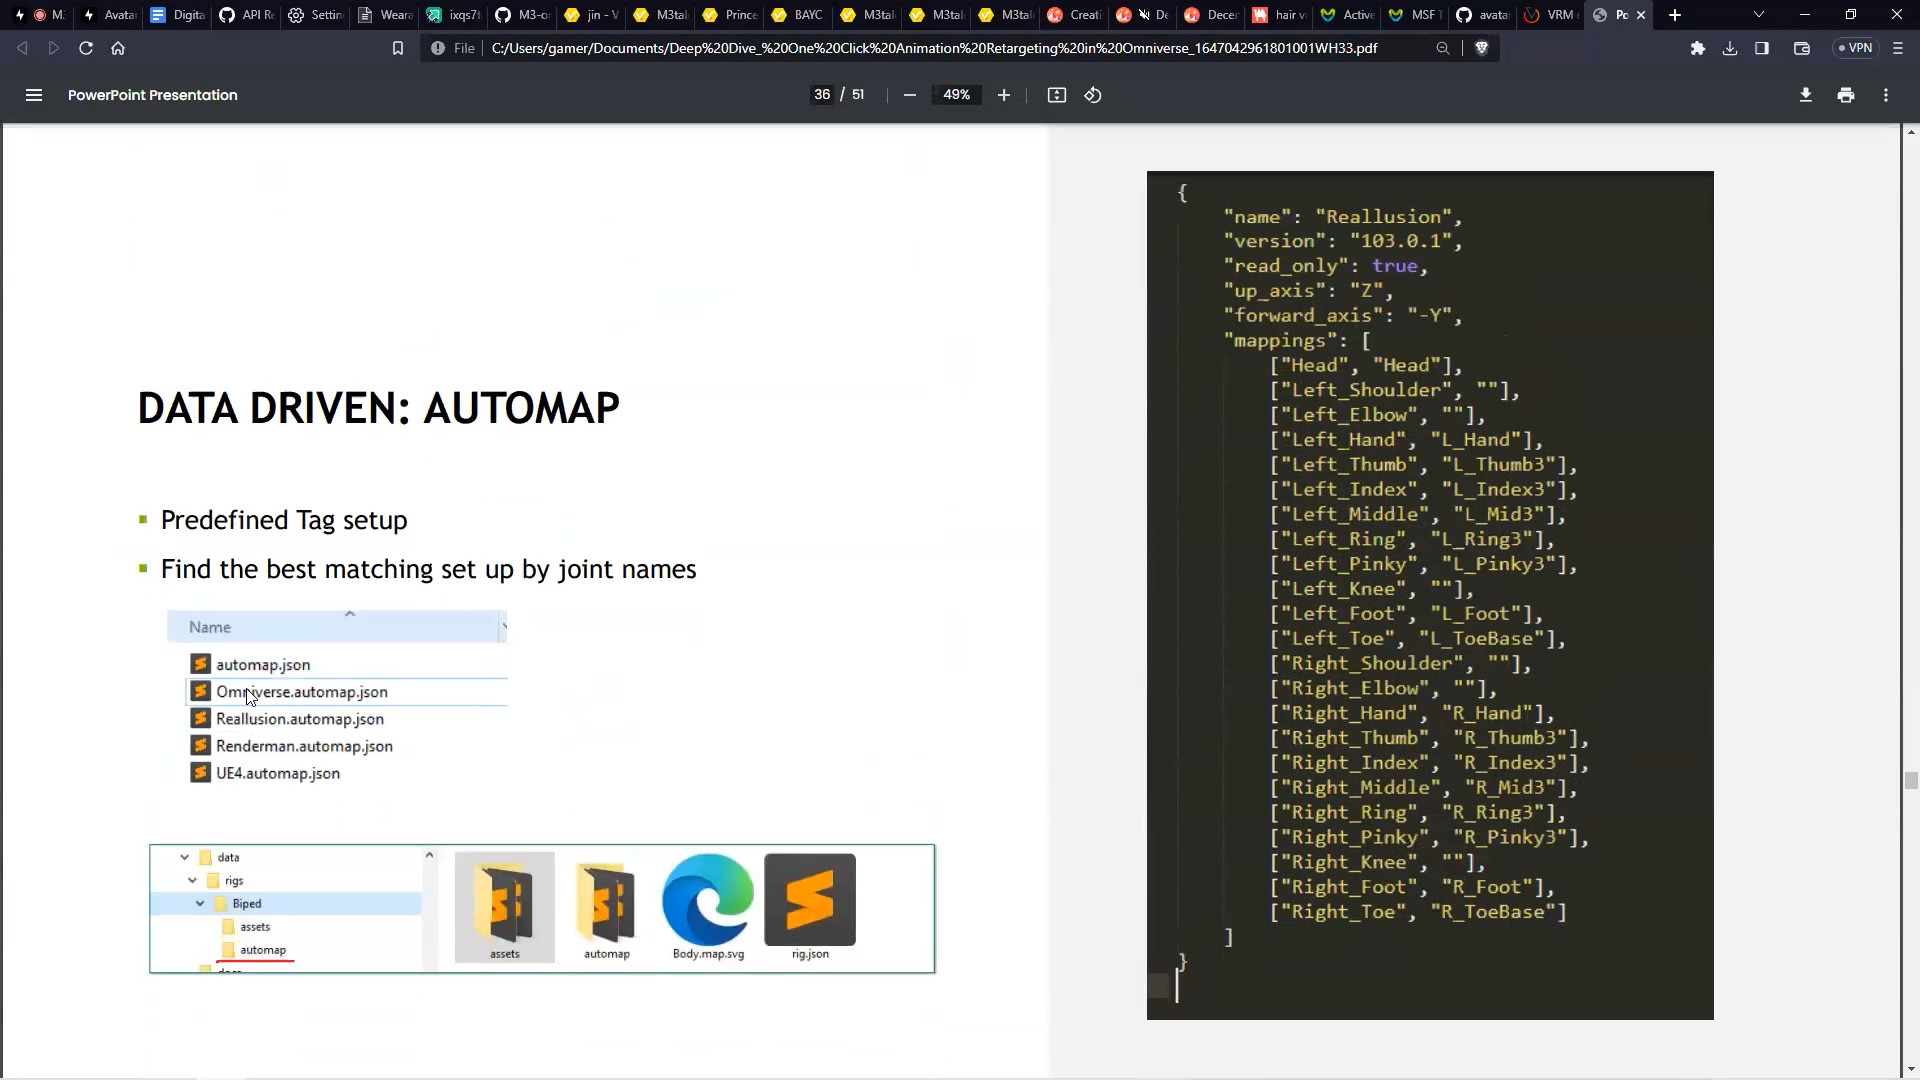 M3
Avatar
Digita
API Re
Setting
Weara
ixqs7t
M3-o
jin - V
M3tal
Prince
BAYC
M3tal
M3tal
M3tal
Creati
De
Decer
hair v
Active
MSF T
avata
VRM
Po
File
C:/Users/gamer/Documents/Deep%20Dive_%20One%20Click%20Animation%20Retargeting%20in%20Omniverse_1647042961801001WH33.pdf
VPN
PowerPoint Presentation
36 / 51
49%
DATA DRIVEN: AUTOMAP
Predefined Tag setup
Find the best matching set up by joint names
Name
automap.json
Omniverse.automap.json
Reallusion.automap.json
Renderman.automap.json
UE4.automap.json
data
rigs
Biped
assets
automap
assets
automap
Body.map.svg
rig.json
{
"name": "Reallusion",
"version": "103.0.1",
"read_only": true,
"up_axis": "Z",
"forward_axis": "-Y",
"mappings": [
["Head", "Head"],
["Left_Shoulder", ""],
["Left_Elbow", ""],
["Left_Hand", "L_Hand"],
["Left_Thumb", "L_Thumb3"],
["Left_Index", "L_Index3"],
["Left_Middle", "L_Mid3"],
["Left_Ring", "L_Ring3"],
["Left_Pinky", "L_Pinky3"],
["Left_Knee", ""],
["Left_Foot", "L_Foot"],
["Left_Toe", "L_ToeBase"],
["Right_Shoulder", ""],
["Right_Elbow", ""],
["Right_Hand", "R_Hand"],
["Right_Thumb", "R_Thumb3"],
["Right_Index", "R_Index3"],
["Right_Middle", "R_Mid3"],
["Right_Ring", "R_Ring3"],
["Right_Pinky", "R_Pinky3"],
["Right_Knee", ""],
["Right_Foot", "R_Foot"],
["Right_Toe", "R_ToeBase"]
]
}